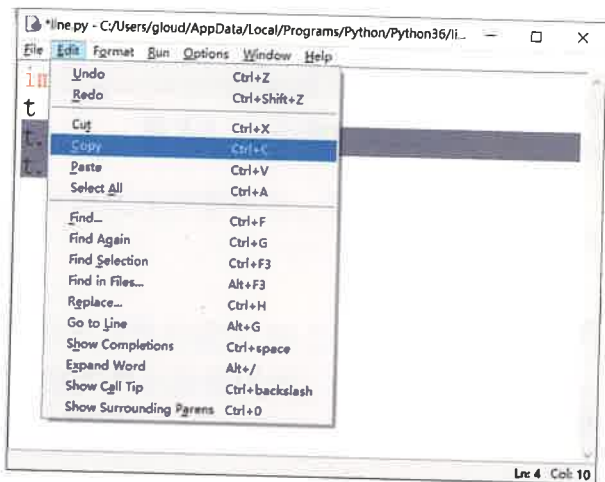 *line.py - C:/Users/gloud/AppData/Local/Programs/Python/Python36/li...
File Edit Format Run Options Window Help
im
t
t.
t.
Undo Ctrl+Z
Redo Ctrl+Shift+Z
Cut Ctrl+X
Copy Ctrl+C
Paste Ctrl+V
Select All Ctrl+A
Find... Ctrl+F
Find Again Ctrl+G
Find Selection Ctrl+F3
Find in Files... Alt+F3
Replace... Ctrl+H
Go to Line Alt+G
Show Completions Ctrl+space
Expand Word Alt+/
Show Call Tip Ctrl+backslash
Show Surrounding Parens Ctrl+0
Ln: 4 Col: 10